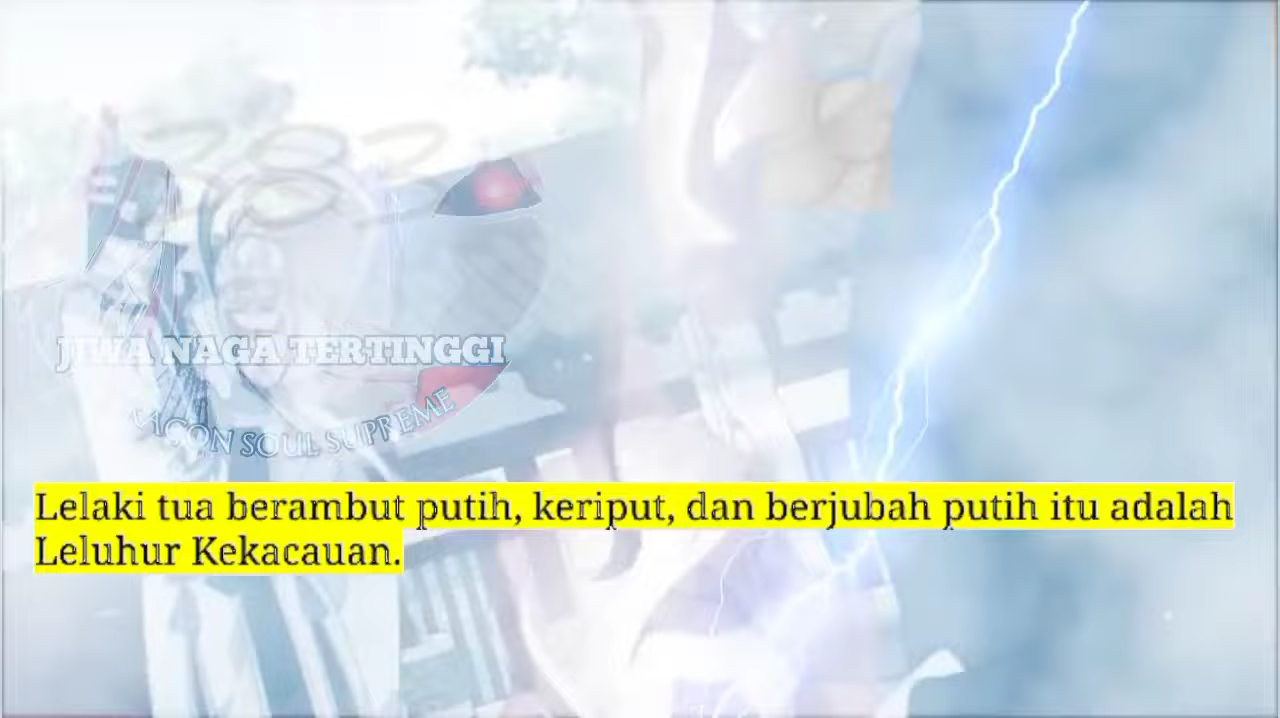 JIWA NAGA TERTINGGI
SOUL SUPREME
Lelaki tua berambut putih, keriput, dan berjubah putih itu adalah
Leluhur Kekacauan.